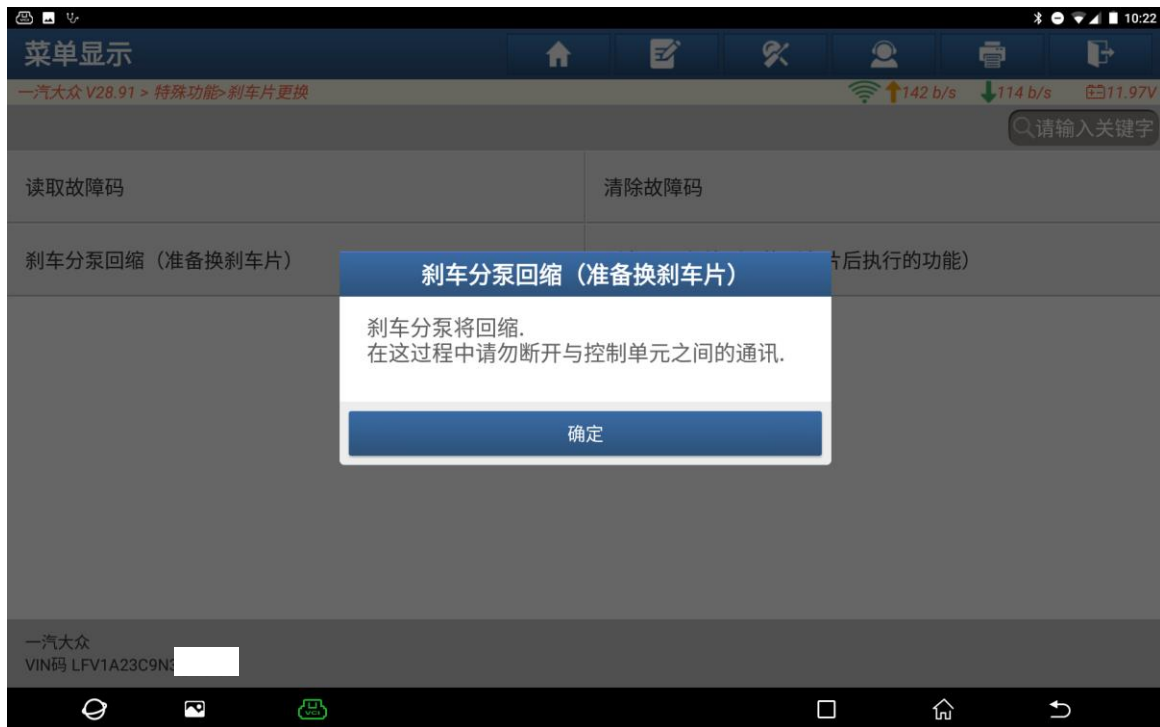 10:22
菜单显示
一汽大众 V28.91 > 特殊功能>刹车片更换
142 b/s 114 b/s 11.97V
请输入关键字
读取故障码
清除故障码
刹车分泵回缩（准备换刹车片）
片后执行的功能）
刹车分泵回缩（准备换刹车片）
刹车分泵将回缩.
在这过程中请勿断开与控制单元之间的通讯.
确定
一汽大众
VIN码 LFV1A23C9N3
VCI